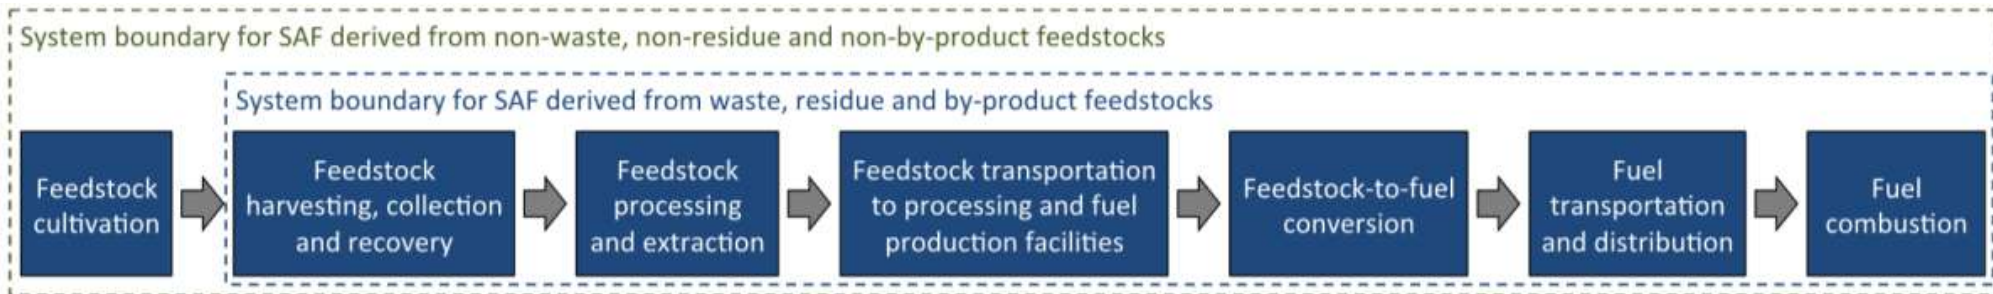 System boundary for SAF derived from non-waste, non-residue and non-by-product feedstocks
System boundary for SAF derived from waste, residue and by-product feedstocks
Feedstock
cultivation
Feedstock
harvesting, collection
and recovery
Feedstock
processing
and extraction
Feedstock transportation
to processing and fuel
production facilities
Feedstock-to-fuel
conversion
Fuel
transportation
and distribution
Fuel
combustion